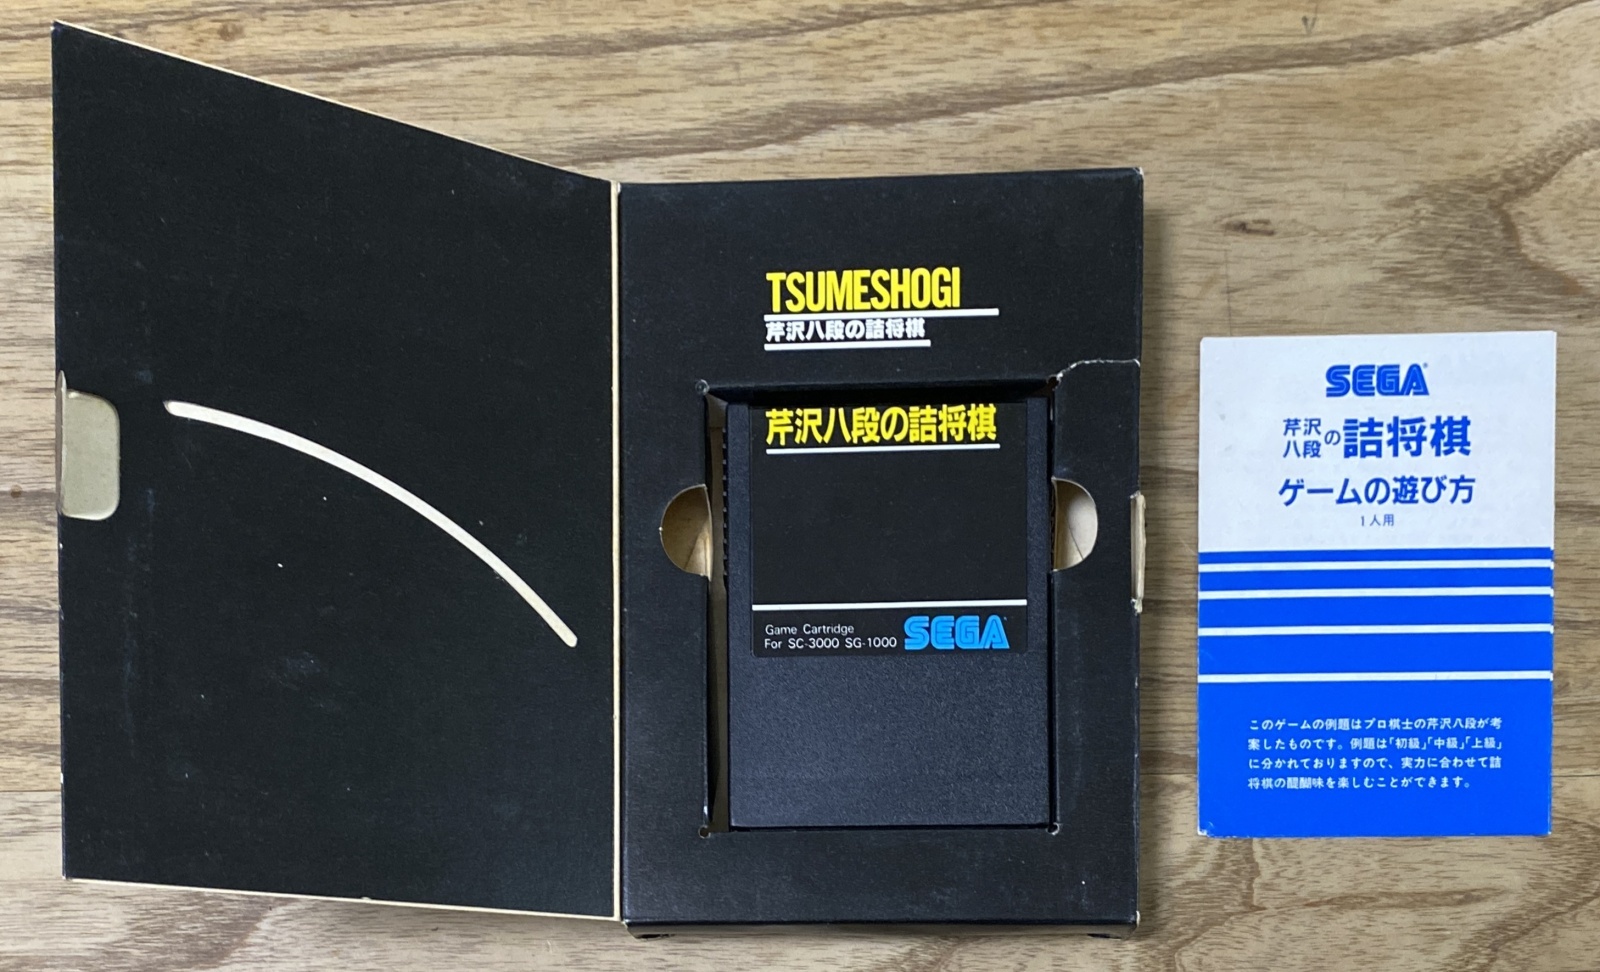 TSUMESHOGI
芹沢八段の詰将棋
芹沢八段の詰将棋
Game Cartridge
For SC-3000 SG-1000
SEGA
SEGA
芹沢八段の詰将棋
ゲームの遊び方
1人用
このゲームの例題はプロ棋士の芹沢八段が考
案したものです。例題は「初級」「中級」「上級」
に分かれておりますので、実力に合わせて詰
将棋の醍醐味を楽しむことができます。